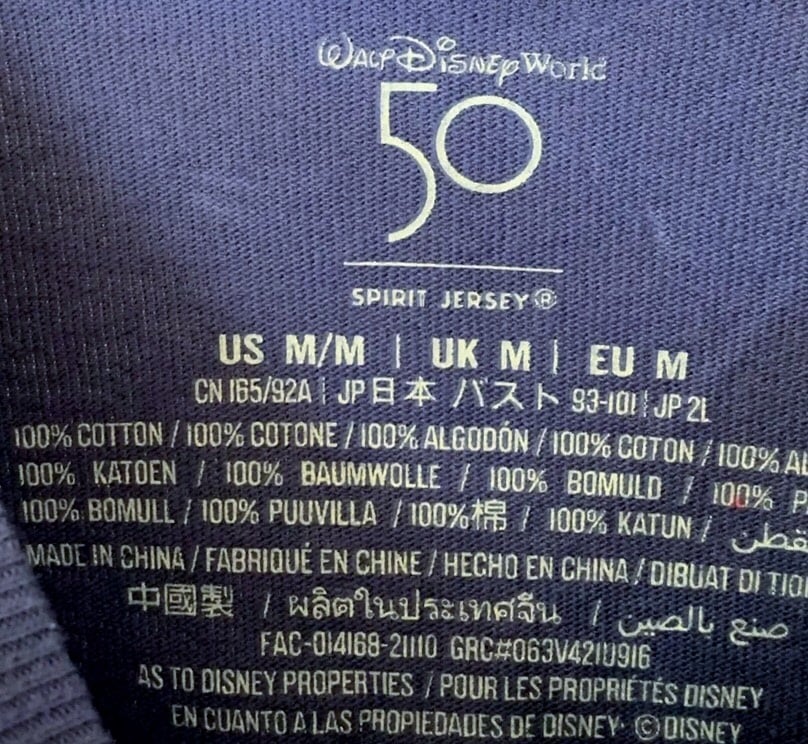 Walt Disney World
50
SPIRIT JERSEY®
US M/M | UK M | EU M
CN 165/92A | JP 日本 バスト 93-101 | JP 2L
100% COTTON / 100% COTONE / 100% ALGODÓN / 100% COTON / 100%
100% KATOEN / 100% BAUMWOLLE / 100% BOMULD / 100%
100% BOMULL / 100% PUUVILLA / 100%棉 / 100% KATUN / قطن
MADE IN CHINA / FABRIQUÉ EN CHINE / HECHO EN CHINA / DIBUAT DI
中國製 / ผลิตในประเทศจีน / صنع بالصين
FAC-014168-21110 GRC#063V4210916
AS TO DISNEY PROPERTIES / POUR LES PROPRIÉTÉS DISNEY
EN CUANTO A LAS PROPIEDADES DE DISNEY· ©DISNEY